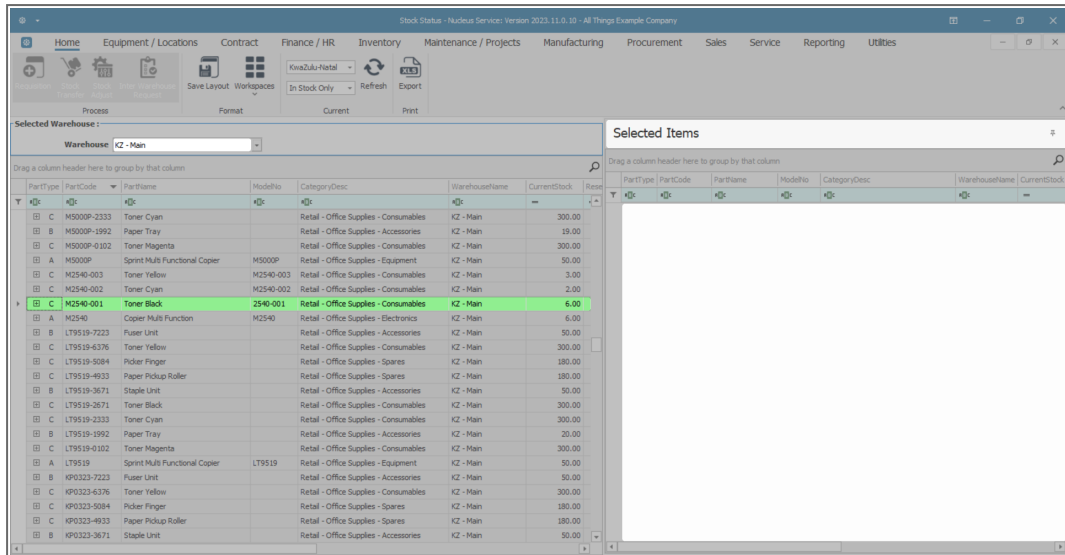 Stock Status - Nucleus Service: Version 2023.11.0.10 - All Things Example Company
Home Equipment / Locations Contract Finance / HR Inventory Maintenance / Projects Manufacturing Procurement Sales Service Reporting Utilities
Save Layout Workspaces KwaZulu-Natal In Stock Only Refresh Export
Process Format Current Print
Selected Warehouse :
Warehouse KZ - Main
Drag a column header here to group by that column
PartType PartCode PartName ModelNo CategoryDesc WarehouseName CurrentStock Rese
C M5000P-2333 Toner Cyan Retail - Office Supplies - Consumables KZ - Main 300.00
B M5000P-1992 Paper Tray Retail - Office Supplies - Accessories KZ - Main 19.00
C M5000P-0102 Toner Magenta Retail - Office Supplies - Consumables KZ - Main 300.00
A M5000P Sprint Multi Functional Copier M5000P Retail - Office Supplies - Equipment KZ - Main 50.00
C M2540-003 Toner Yellow M2540-003 Retail - Office Supplies - Consumables KZ - Main 3.00
C M2540-002 Toner Cyan M2540-002 Retail - Office Supplies - Consumables KZ - Main 2.00
C M2540-001 Toner Black 2540-001 Retail - Office Supplies - Consumables KZ - Main 6.00
A M2540 Copier Multi Function M2540 Retail - Office Supplies - Electronics KZ - Main 6.00
B LT9519-7223 Fuser Unit Retail - Office Supplies - Accessories KZ - Main 50.00
C LT9519-6376 Toner Yellow Retail - Office Supplies - Consumables KZ - Main 300.00
C LT9519-5084 Picker Finger Retail - Office Supplies - Spares KZ - Main 180.00
C LT9519-4933 Paper Pickup Roller Retail - Office Supplies - Spares KZ - Main 180.00
B LT9519-3671 Staple Unit Retail - Office Supplies - Accessories KZ - Main 50.00
C LT9519-2671 Toner Black Retail - Office Supplies - Consumables KZ - Main 300.00
C LT9519-2333 Toner Cyan Retail - Office Supplies - Consumables KZ - Main 300.00
B LT9519-1992 Paper Tray Retail - Office Supplies - Accessories KZ - Main 20.00
C LT9519-0102 Toner Magenta Retail - Office Supplies - Consumables KZ - Main 300.00
A LT9519 Sprint Multi Functional Copier LT9519 Retail - Office Supplies - Equipment KZ - Main 50.00
B KP0323-7223 Fuser Unit Retail - Office Supplies - Accessories KZ - Main 50.00
C KP0323-6376 Toner Yellow Retail - Office Supplies - Consumables KZ - Main 300.00
C KP0323-5084 Picker Finger Retail - Office Supplies - Spares KZ - Main 180.00
C KP0323-4933 Paper Pickup Roller Retail - Office Supplies - Spares KZ - Main 180.00
B KP0323-3671 Staple Unit Retail - Office Supplies - Accessories KZ - Main 50.00
Selected Items
Drag a column header here to group by that column
PartType PartCode PartName ModelNo CategoryDesc WarehouseName CurrentStock